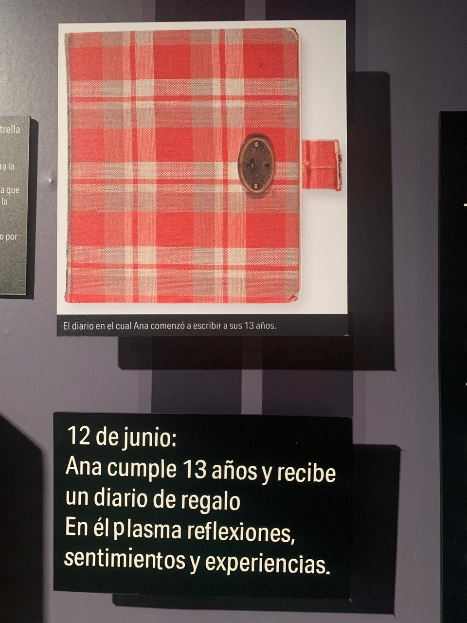 trella
ra la
a que
la
o por
El diario en el cual Ana comenzó a escribir a sus 13 años.
12 de junio:
Ana cumple 13 años y recibe
un diario de regalo
En él plasma reflexiones,
sentimientos y experiencias.